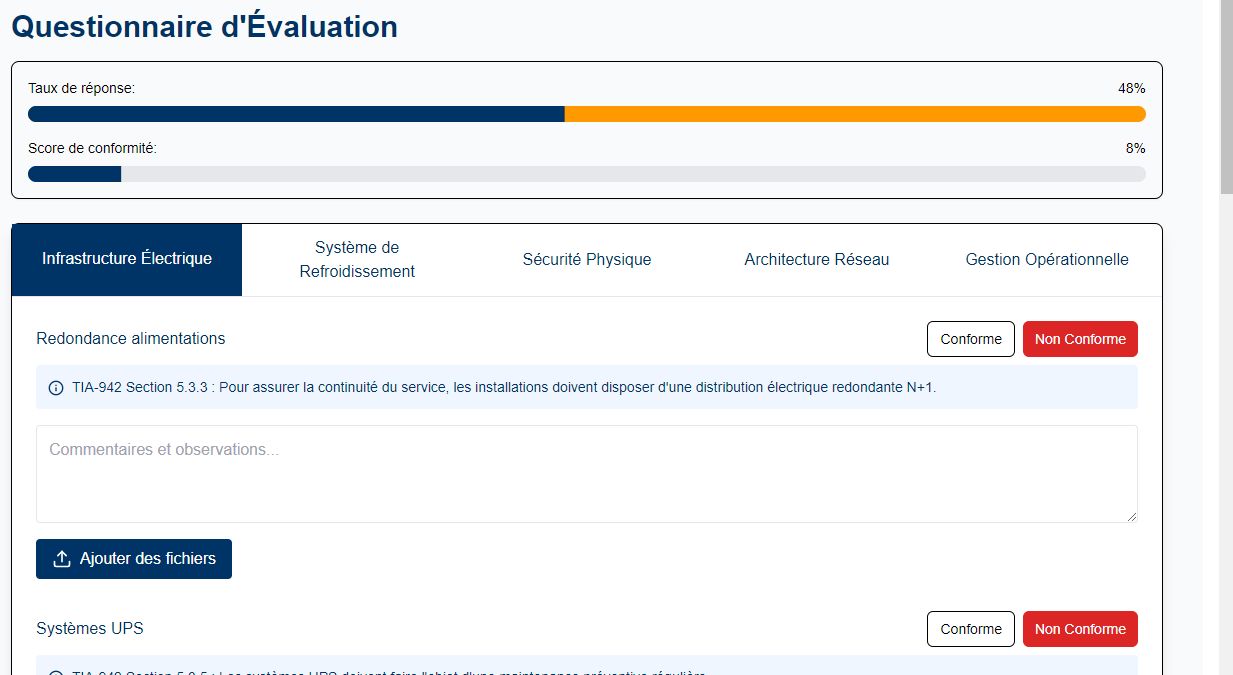 Questionnaire d'Évaluation
Taux de réponse: 48%
Score de conformité: 8%
Infrastructure Électrique
Système de
Refroidissement
Sécurité Physique
Architecture Réseau
Gestion Opérationnelle
Redondance alimentations
Conforme
Non Conforme
TIA-942 Section 5.3.3 : Pour assurer la continuité du service, les installations doivent disposer d'une distribution électrique redondante N+1.
Commentaires et observations...
Ajouter des fichiers
Systèmes UPS
Conforme
Non Conforme